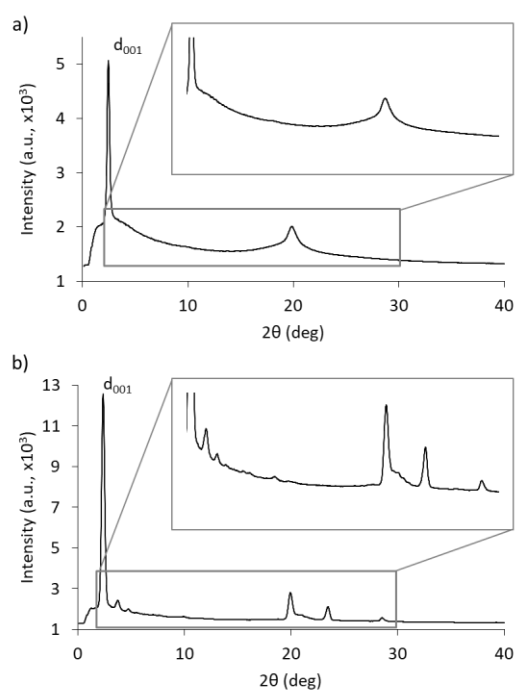 a)
d001
5
4
3
2
1
Intensity (a.u., x10³)
0 10 20 30 40
2θ (deg)
b)
d001
13
11
9
7
5
3
1
Intensity (a.u., x10³)
0 10 20 30 40
2θ (deg)